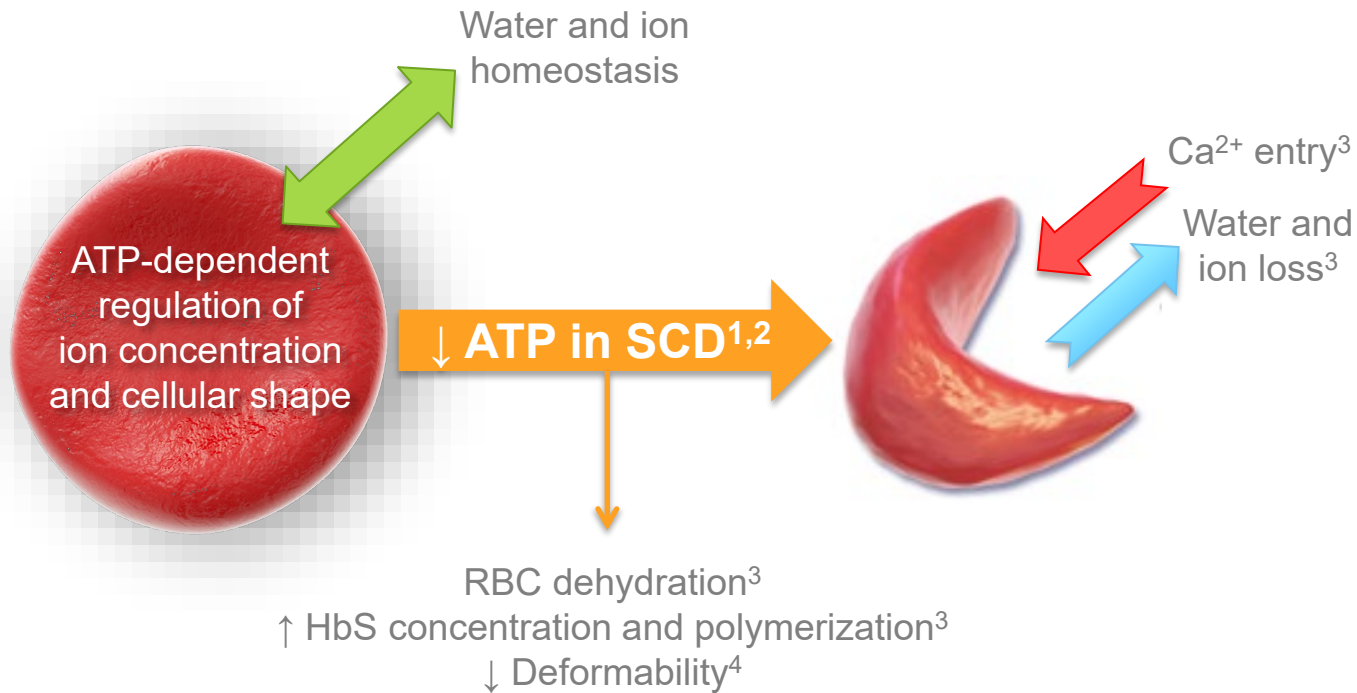 Water and ion
homeostasis
Ca²⁺ entry³
Water and
ion loss³
ATP-dependent
regulation of
ion concentration
and cellular shape
↓ ATP in SCD¹,²
RBC dehydration³
↑ HbS concentration and polymerization³
↓ Deformability⁴